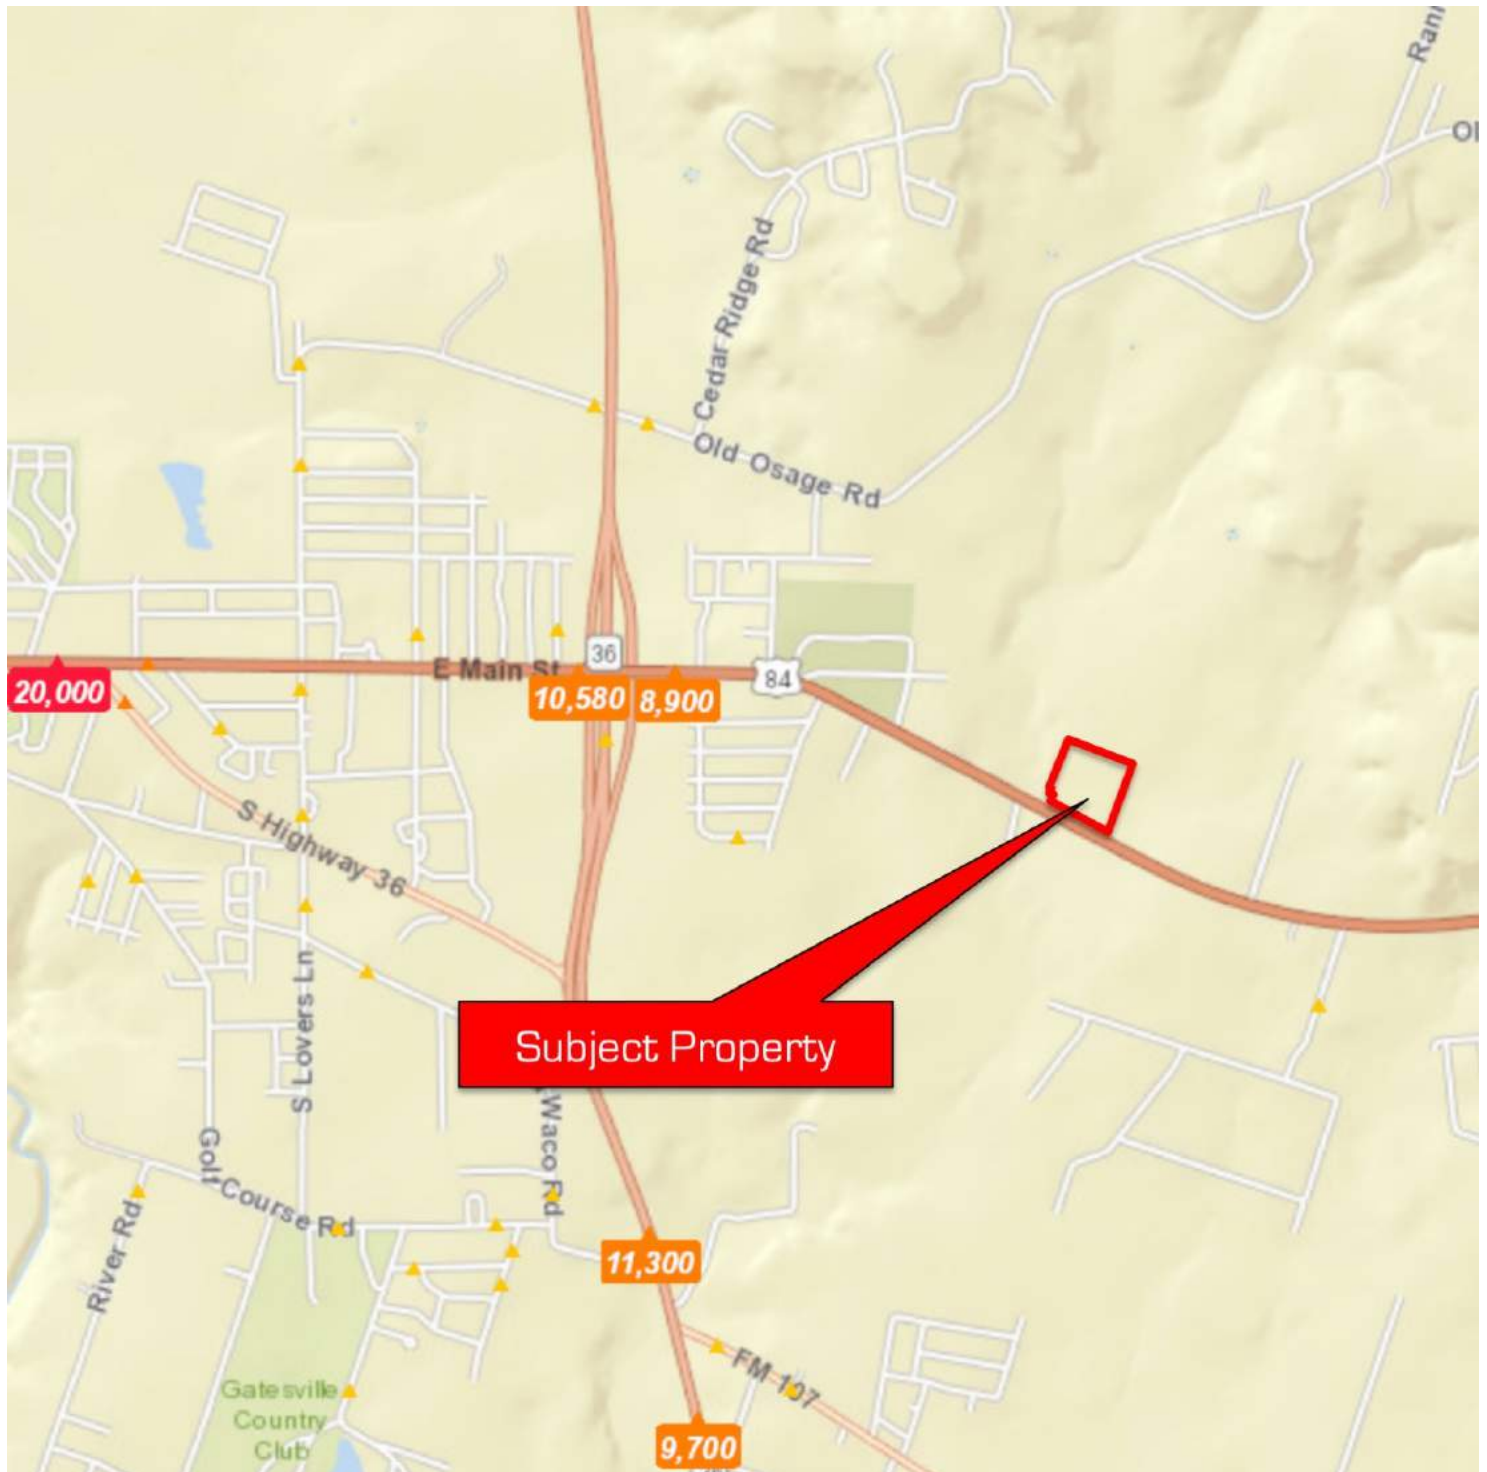 Cedar Ridge Rd
Old Osage Rd
36
E Main St
84
20,000
10,580
8,900
S Highway 36
Subject Property
S Lovers Ln
Waco Rd
Golf Course Rd
River Rd
11,300
FM 107
Gatesville
Country
Club
9,700